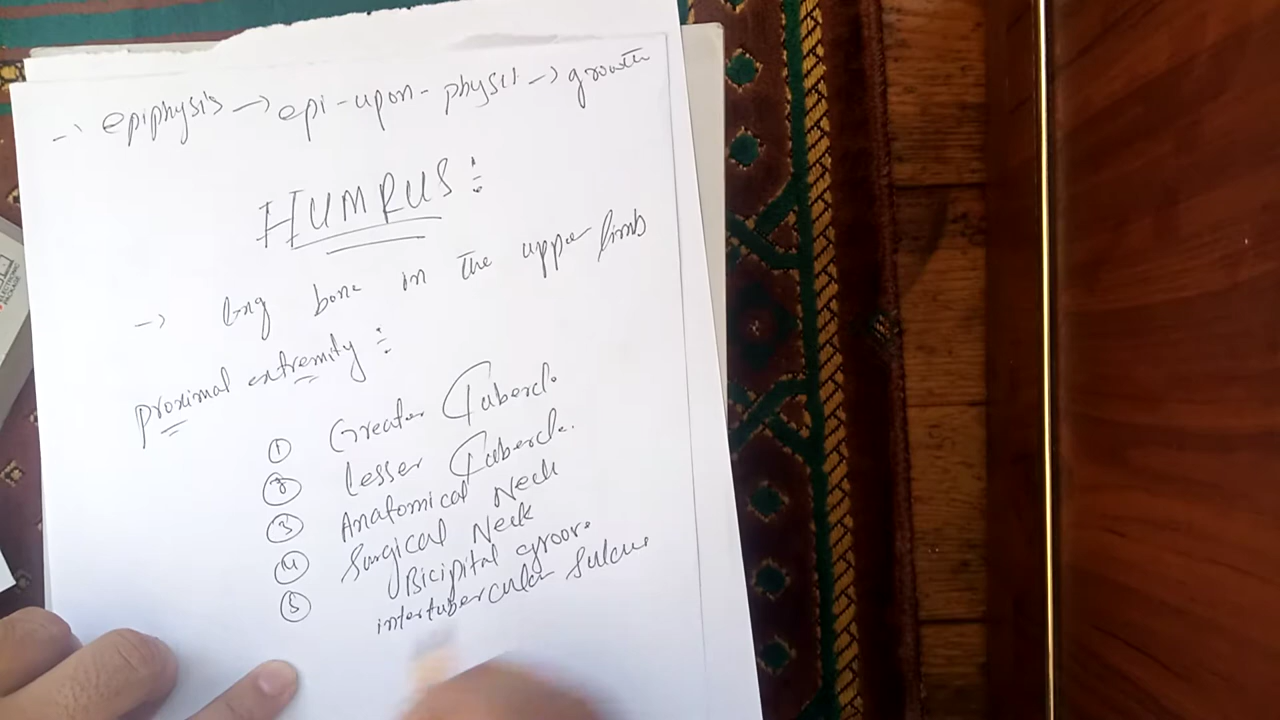 -> epiphysis -> epi-upon-physis -> growth
HUMRUS :-
-> long bone in the upper limb
proximal extremity :-
① Greater Tubercle
② Lesser Tubercle.
③ Anatomical Neck
④ Surgical Neck
⑤ Bicipital groove
intertubercular Sulcus